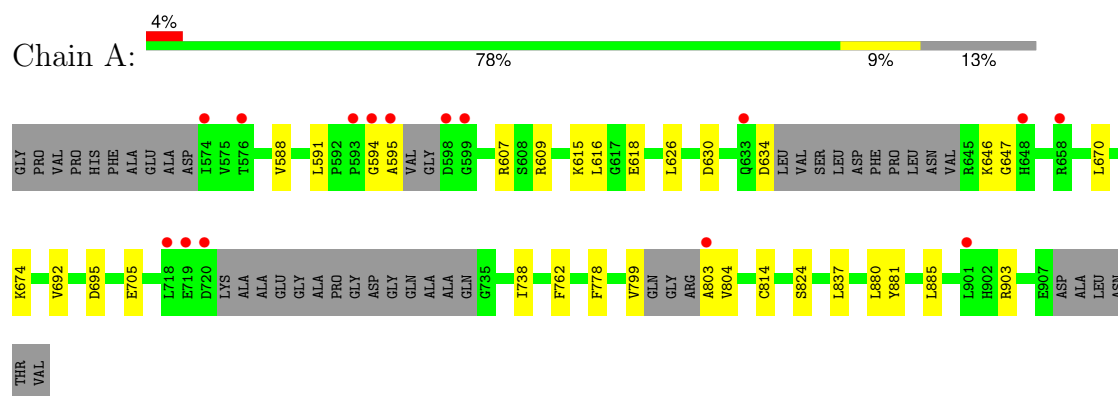 4%
Chain A:
78% 9% 13%
GLY PRO VAL PRO HIS PHE ALA GLU ALA ASP I574 V575 T576 V588 L591 P592 P593 G594 A595 VAL GLY D598 G599 R607 S608 R609 K615 L616 G617 E618 L626 D630 Q633 D634 LEU VAL SER LEU ASP PHE PRO LEU ASN VAL R645 K646 G647 H648 R658 L670
K674 V692 D695 E705 L718 E719 D720 LYS ALA ALA GLU GLY ALA PRO GLY ASP GLY GLN ALA ALA GLN G735 I738 F762 F778 V799 GLN GLY ARG A803 V804 C814 S824 L837 L880 Y881 L885 L901 H902 R903 E907 ASP ALA LEU ASN
THR VAL